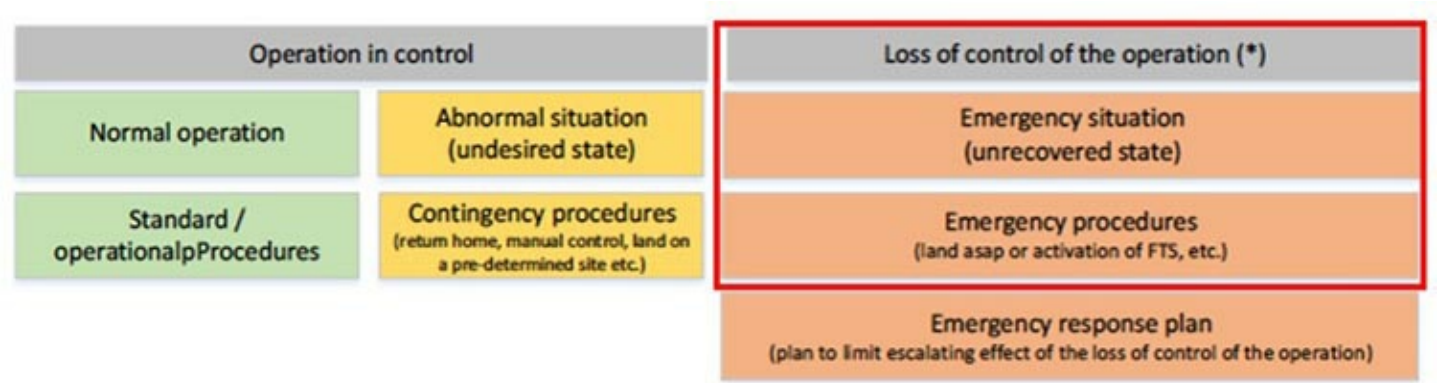 Operation in control
Loss of control of the operation (*)
Normal operation
Abnormal situation
(undesired state)
Emergency situation
(unrecovered state)
Standard /
operationalpProcedures
Contingency procedures
(return home, manual control, land on
a pre-determined site etc.)
Emergency procedures
(land asap or activation of FTS, etc.)
Emergency response plan
(plan to limit escalating effect of the loss of control of the operation)